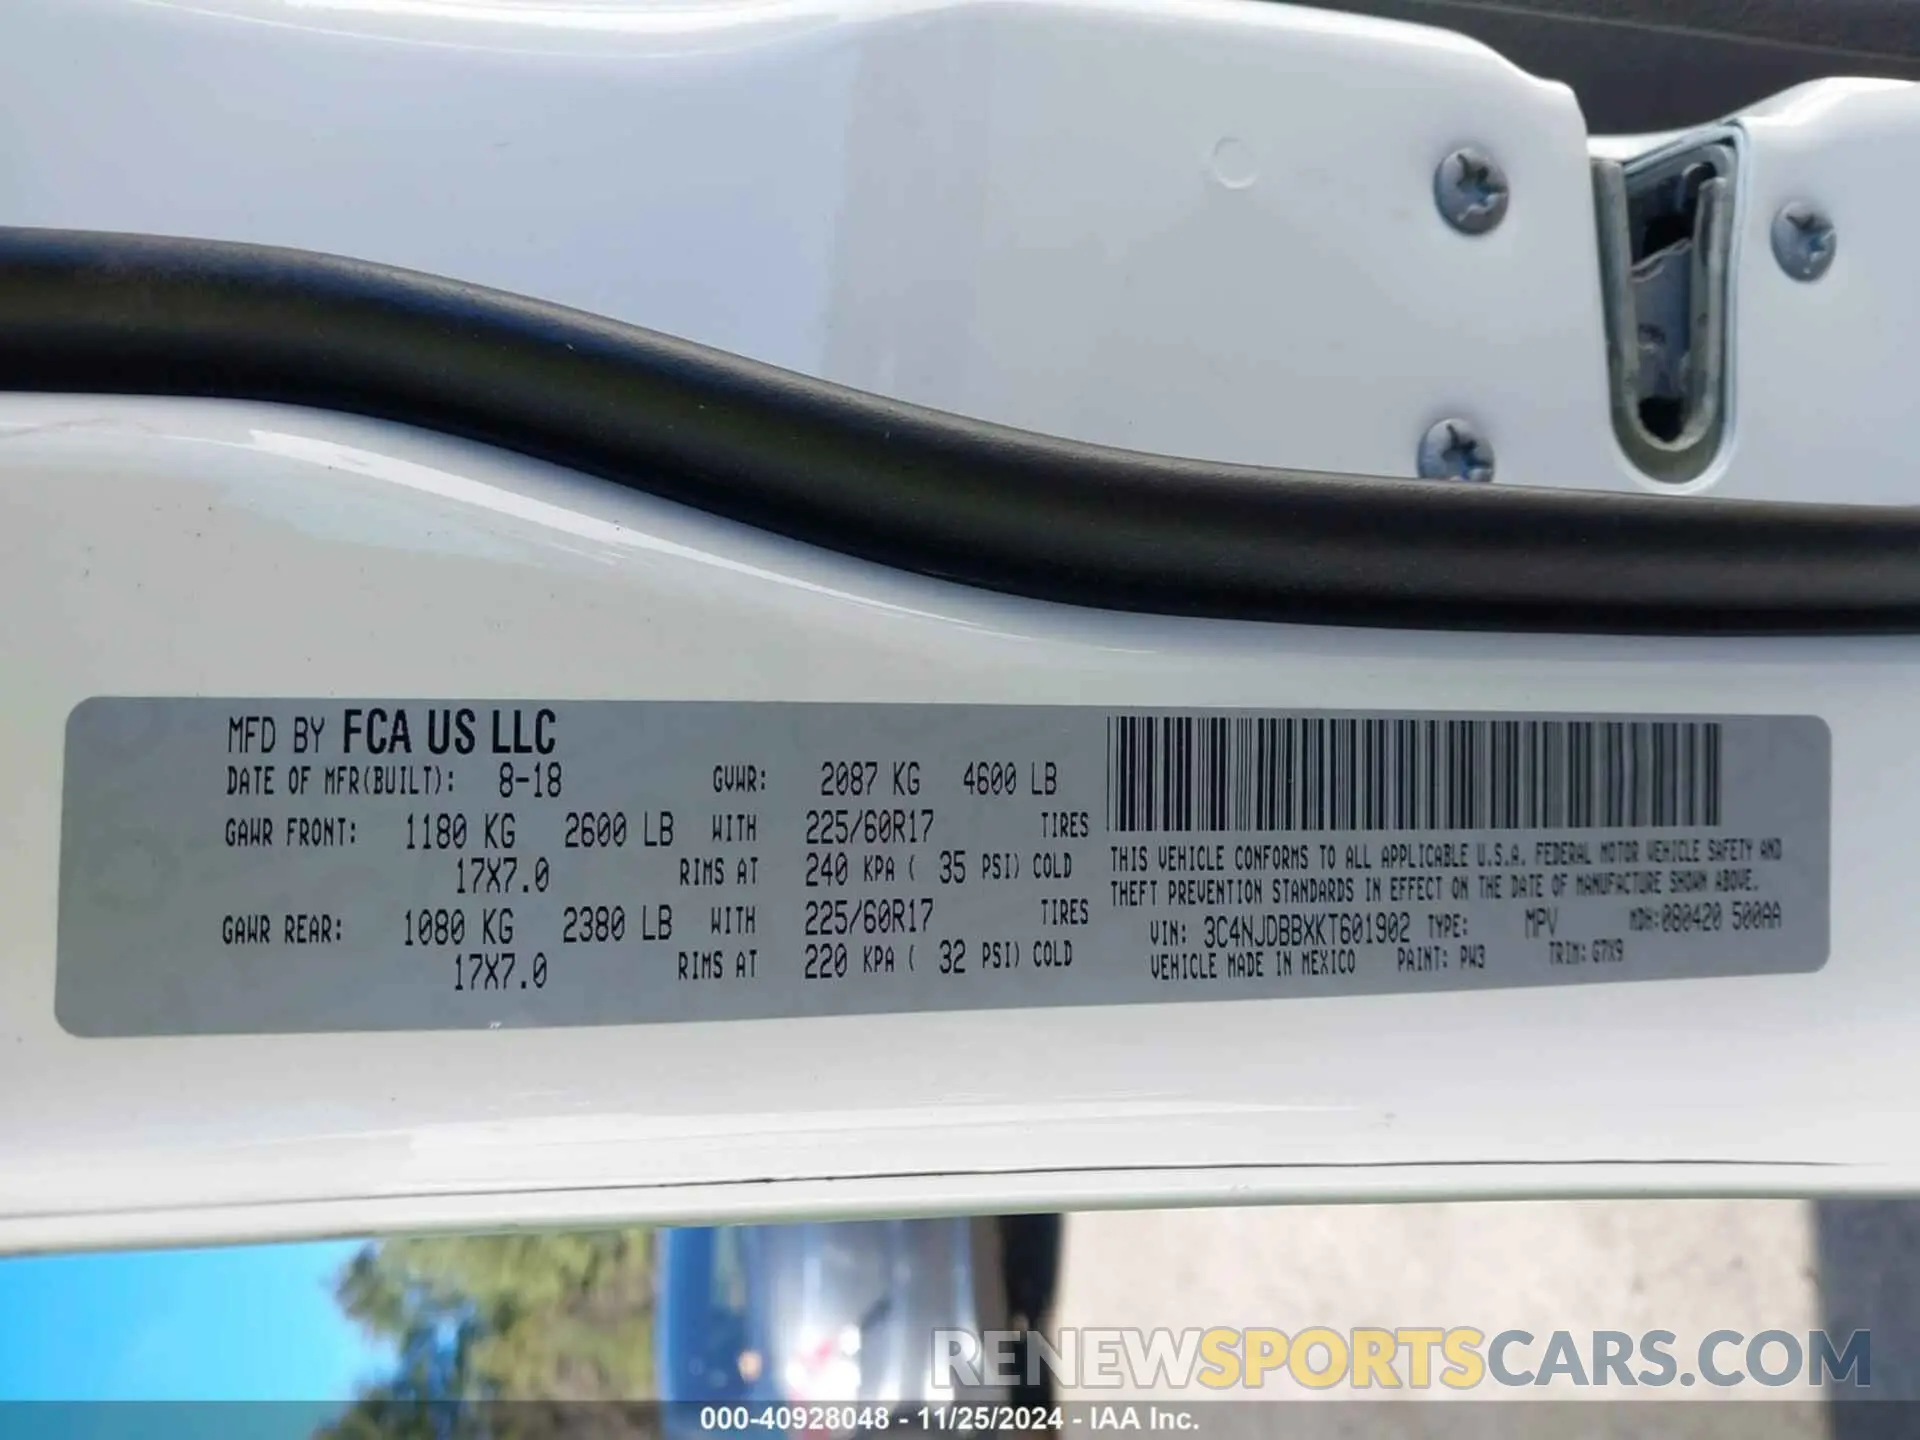 MFD BY FCA US LLC
DATE OF MFR(BUILT): 8-18 GVWR: 2087 KG 4600 LB
GAWR FRONT: 1180 KG 2600 LB WITH 225/60R17 TIRES
17X7.0 RIMS AT 240 KPA ( 35 PSI) COLD
GAWR REAR: 1080 KG 2380 LB WITH 225/60R17 TIRES
17X7.0 RIMS AT 220 KPA ( 32 PSI) COLD
THIS VEHICLE CONFORMS TO ALL APPLICABLE U.S.A. FEDERAL MOTOR VEHICLE SAFETY AND
THEFT PREVENTION STANDARDS IN EFFECT ON THE DATE OF MANUFACTURE SHOWN ABOVE.
VIN: 3C4NJDBBXKT601902 TYPE: MPV MDH:080420 500AA
VEHICLE MADE IN MEXICO PAINT: PW3 TRIM: G7X9
RENEWSPORTSCARS.COM
000-40928048 - 11/25/2024 - IAA Inc.